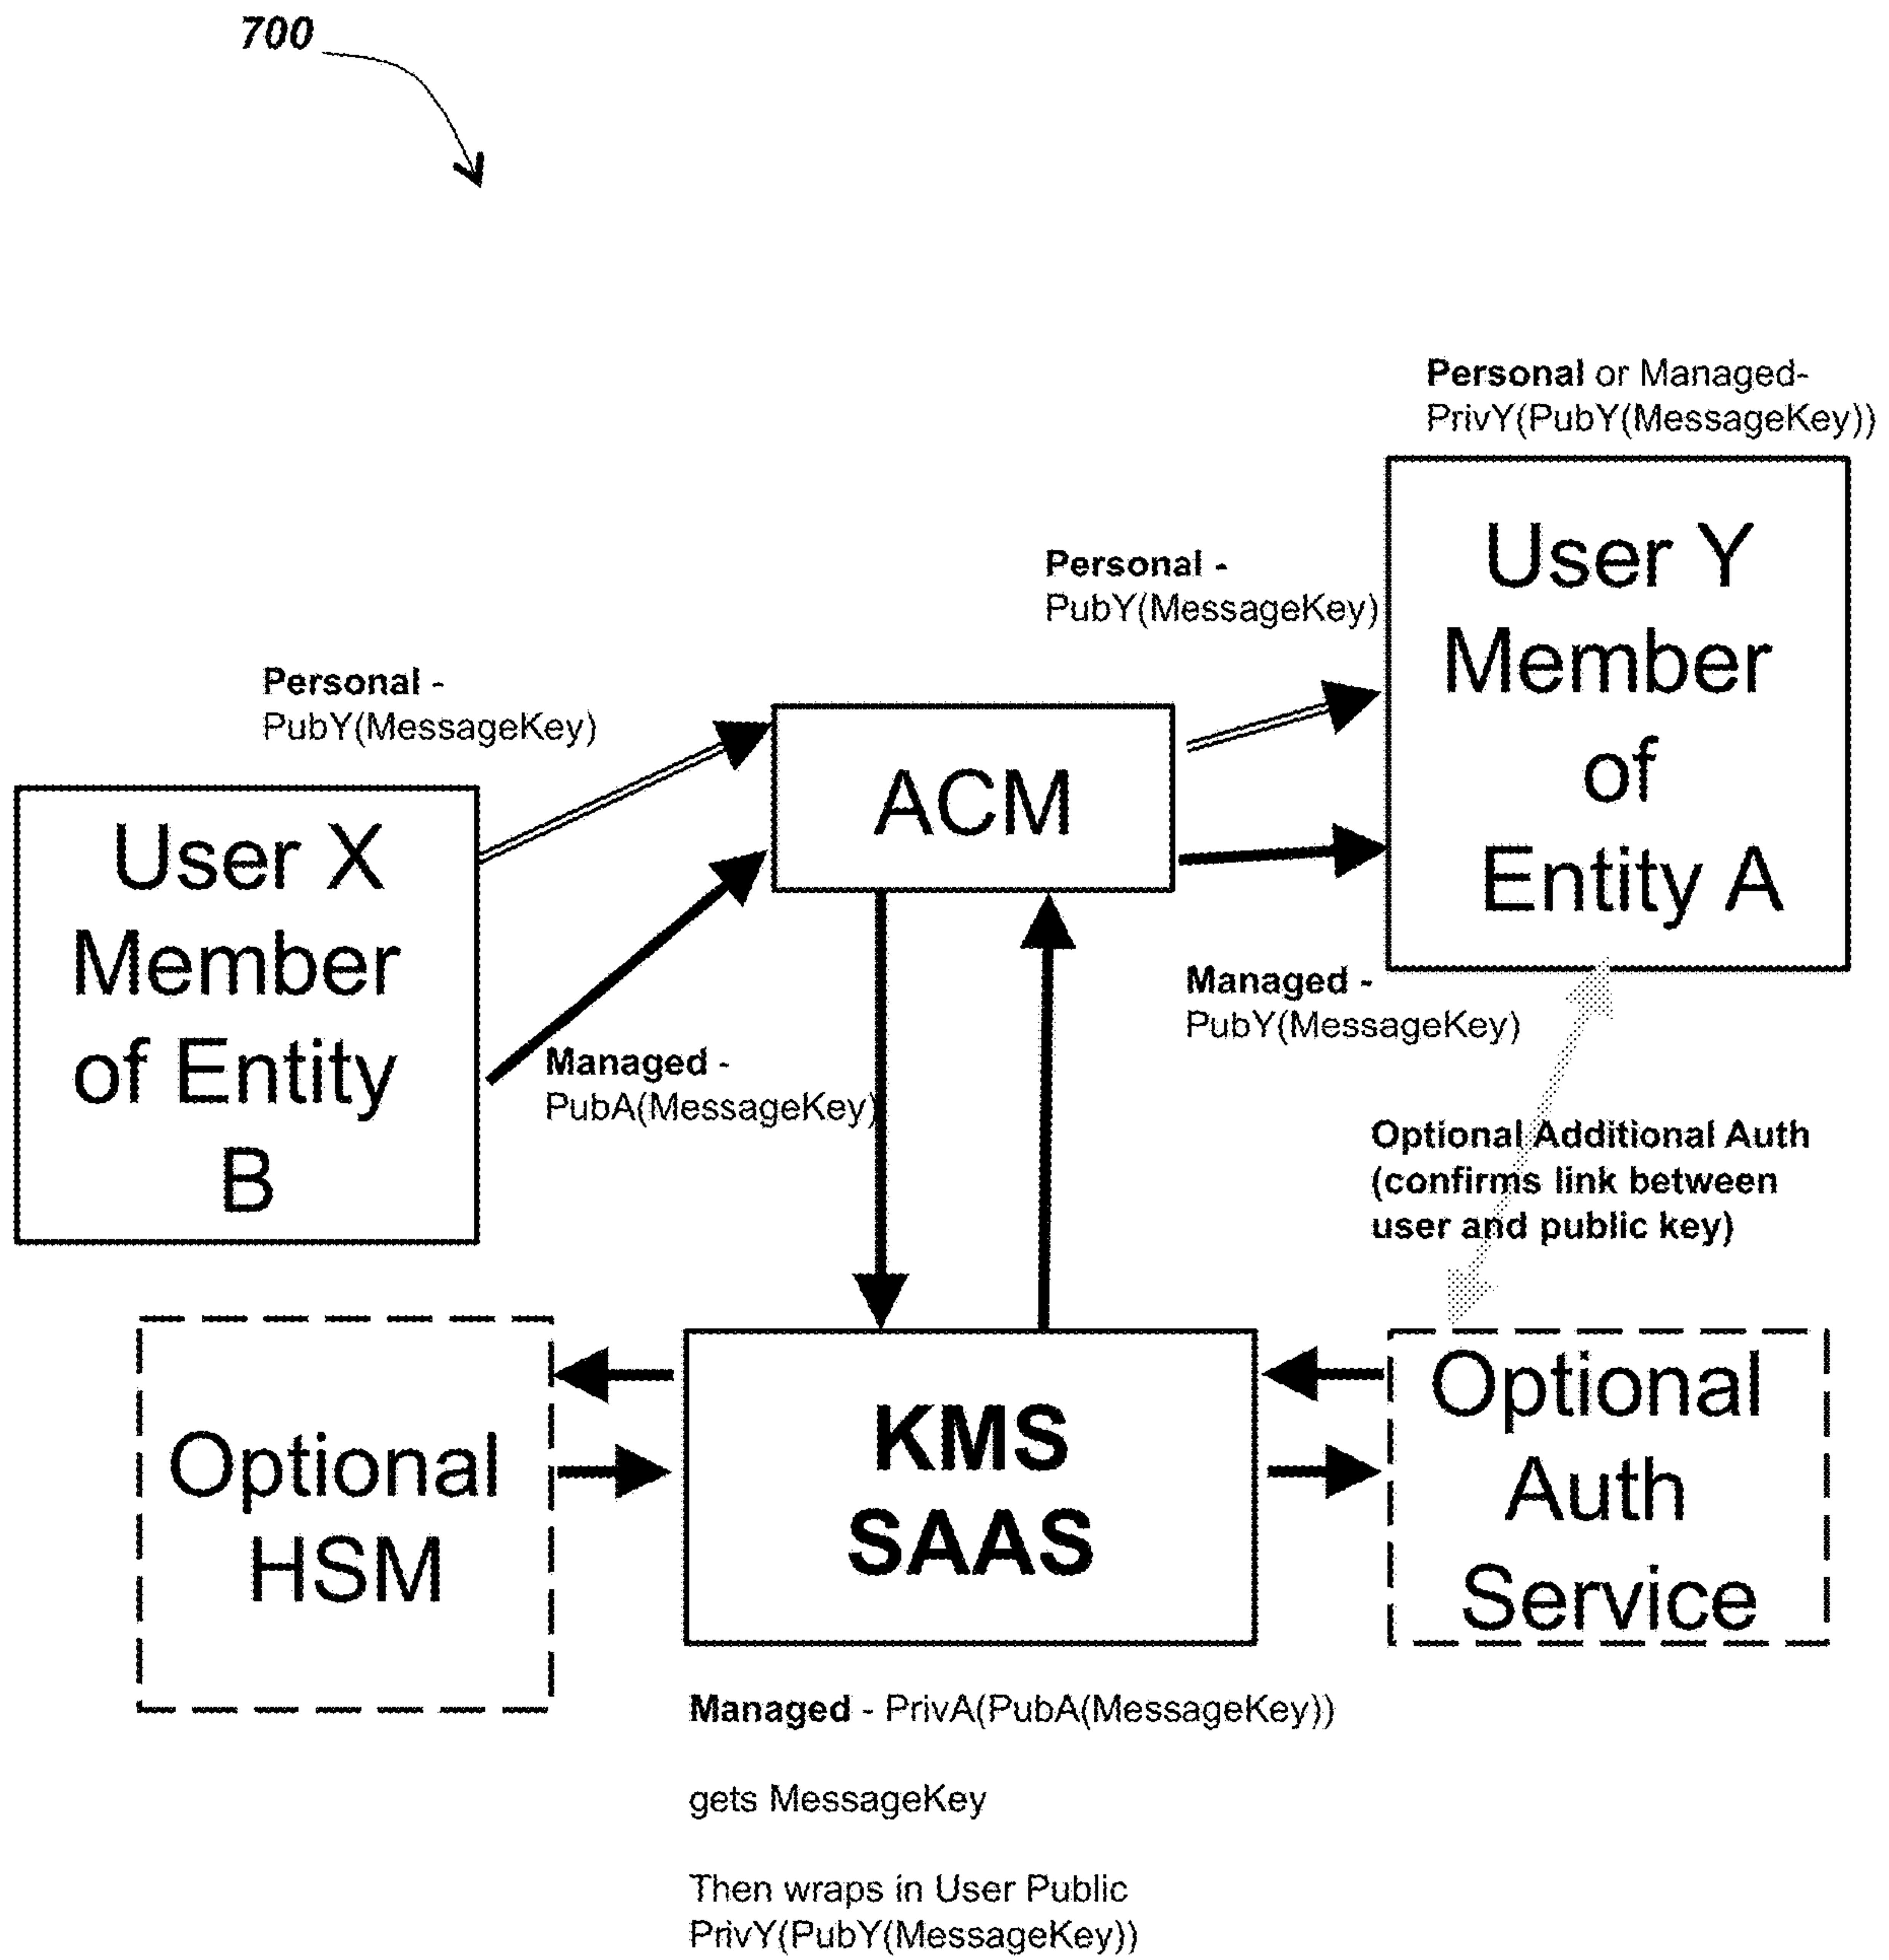 700
Personal or Managed-
PrivY(PubY(MessageKey))
User Y
Member
of
Entity A
Personal -
PubY(MessageKey)
Personal -
PubY(MessageKey)
ACM
User X
Member
of Entity
B
Managed -
PubY(MessageKey)
Managed -
PubA(MessageKey)
Optional Additional Auth
(confirms link between
user and public key)
Optional
HSM
KMS
SAAS
Optional
Auth
Service
Managed - PrivA(PubA(MessageKey))
gets MessageKey
Then wraps in User Public
PrivY(PubY(MessageKey))